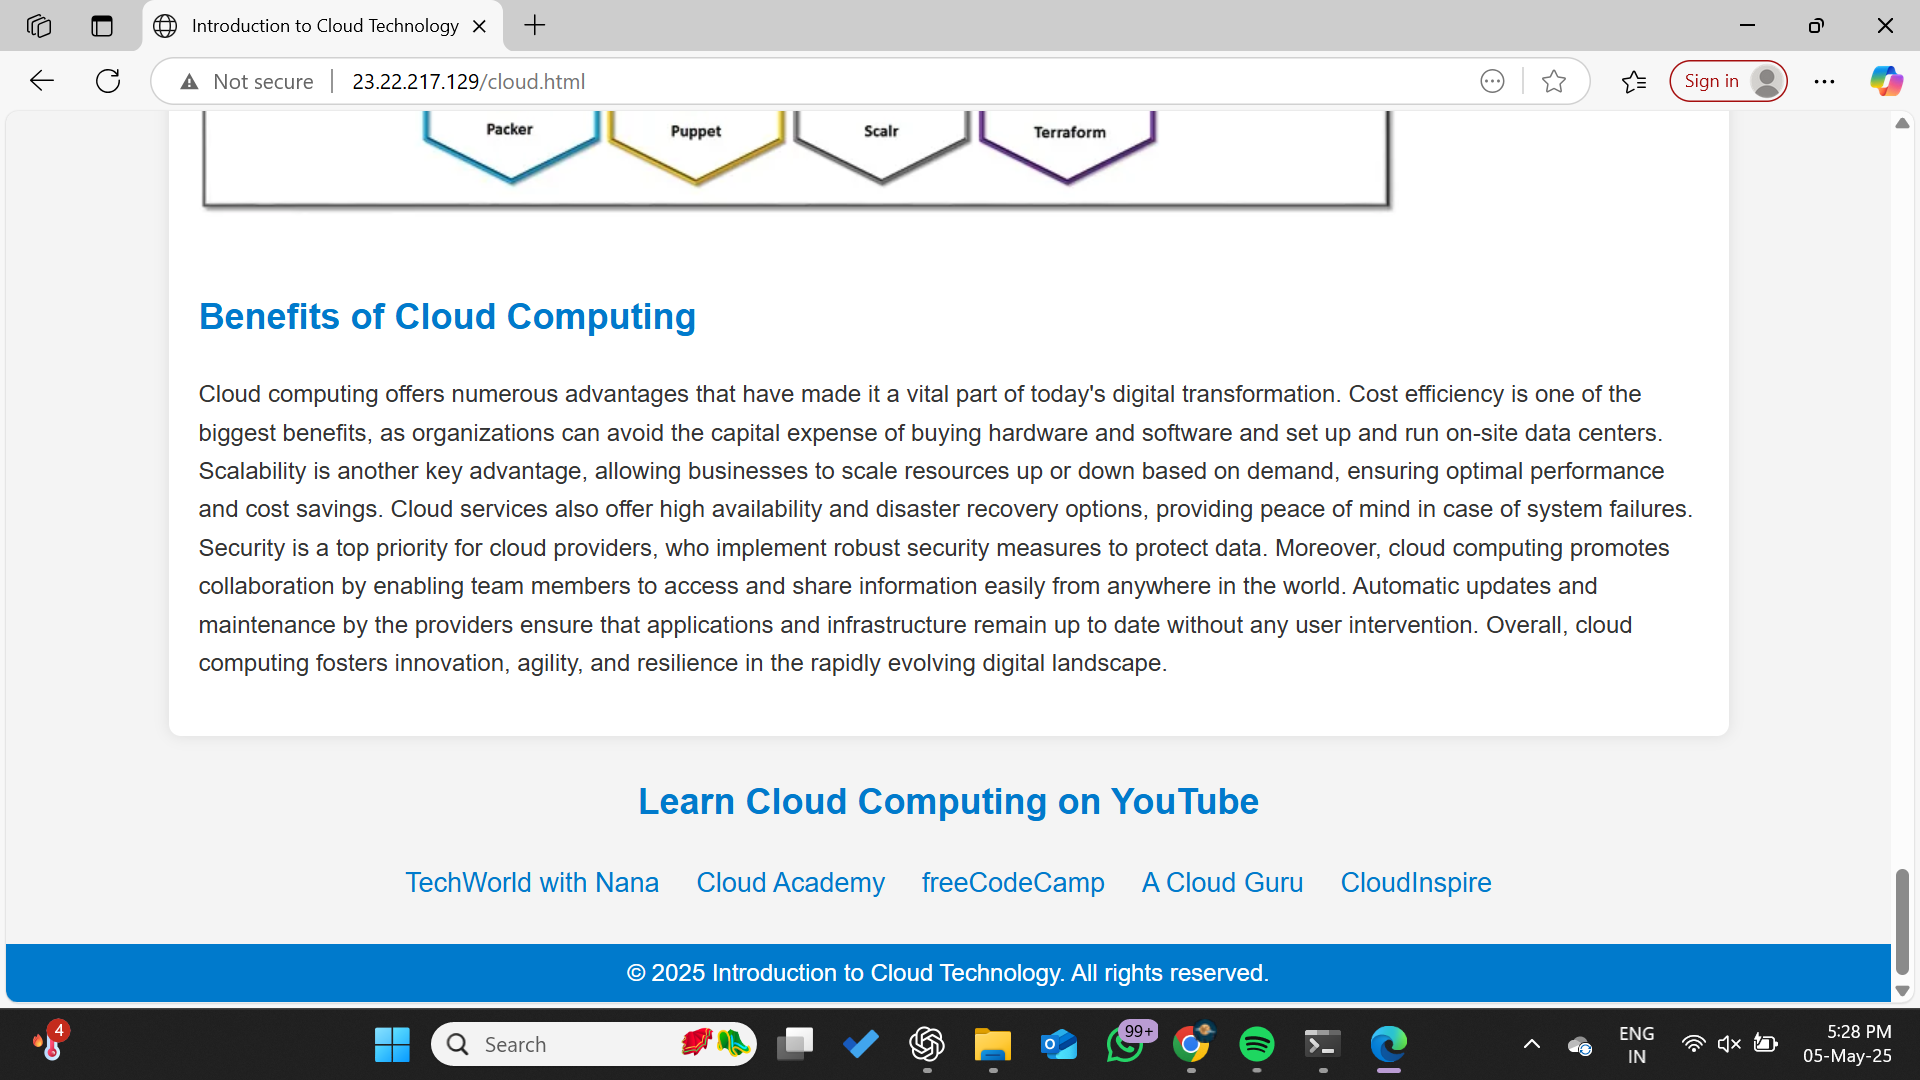 Introduction to Cloud Technology
Not secure
23.22.217.129/cloud.html
Sign in
Packer
Puppet
Scalr
Terraform
Benefits of Cloud Computing
Cloud computing offers numerous advantages that have made it a vital part of today's digital transformation. Cost efficiency is one of the
biggest benefits, as organizations can avoid the capital expense of buying hardware and software and set up and run on-site data centers.
Scalability is another key advantage, allowing businesses to scale resources up or down based on demand, ensuring optimal performance
and cost savings. Cloud services also offer high availability and disaster recovery options, providing peace of mind in case of system failures.
Security is a top priority for cloud providers, who implement robust security measures to protect data. Moreover, cloud computing promotes
collaboration by enabling team members to access and share information easily from anywhere in the world. Automatic updates and
maintenance by the providers ensure that applications and infrastructure remain up to date without any user intervention. Overall, cloud
computing fosters innovation, agility, and resilience in the rapidly evolving digital landscape.
Learn Cloud Computing on YouTube
TechWorld with Nana Cloud Academy freeCodeCamp A Cloud Guru CloudInspire
© 2025 Introduction to Cloud Technology. All rights reserved.
4
Search
99+
ENG
IN
5:28 PM
05-May-25